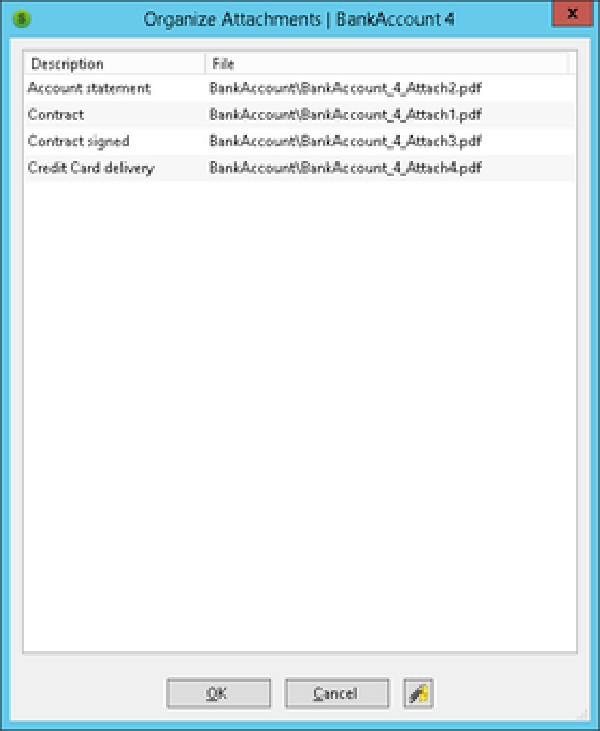 Organize Attachments | BankAccount 4
x
Description File
Account statement BankAccount\BankAccount_4_Attach2.pdf
Contract BankAccount\BankAccount_4_Attach1.pdf
Contract signed BankAccount\BankAccount_4_Attach3.pdf
Credit Card delivery BankAccount\BankAccount_4_Attach4.pdf
OK Cancel